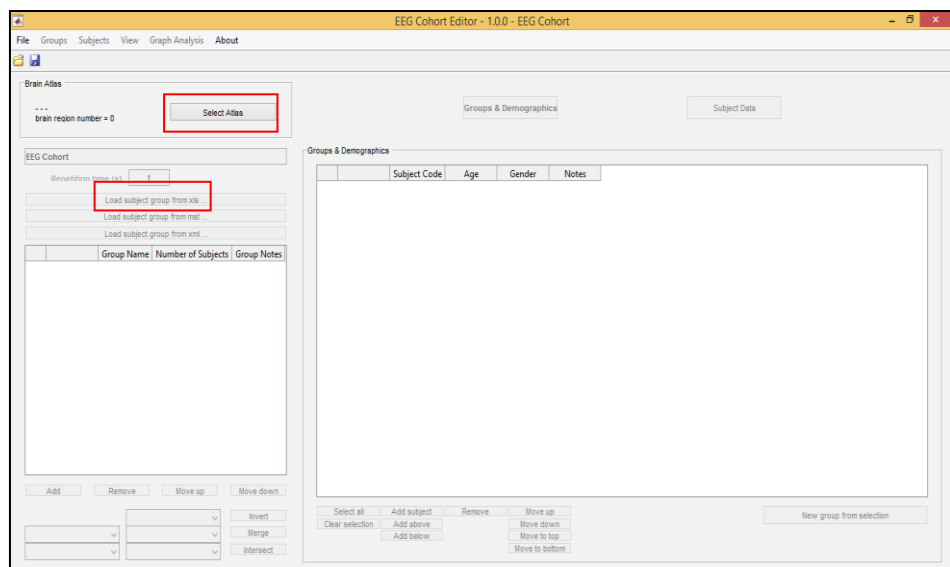 EEG Cohort Editor - 1.0.0 - EEG Cohort
File Groups Subjects View Graph Analysis About
Brain Atlas
- - -
brain region number = 0
Select Atlas
Groups & Demographics
Subject Data
EEG Cohort
Repetition time (s) 1
Load subject group from xls ...
Load subject group from mat ...
Load subject group from xml ...
Group Name Number of Subjects Group Notes
Add Remove Move up Move down
Invert
Merge
Intersect
Groups & Demographics
Subject Code Age Gender Notes
Select all Add subject Remove Move up
Clear selection Add above Move down
Add below Move to top
Move to bottom
New group from selection